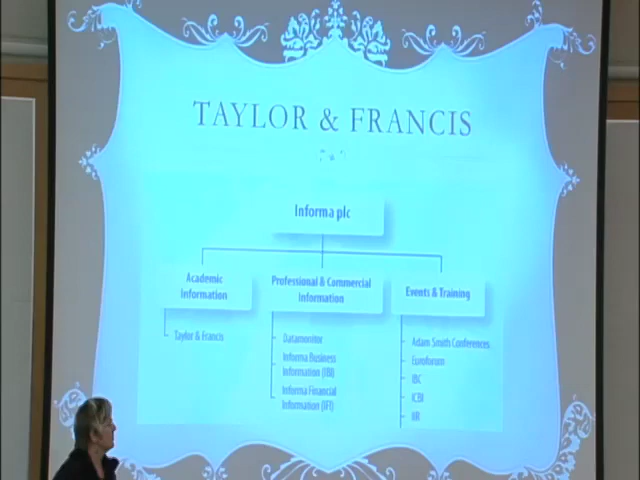 TAYLOR & FRANCIS
Informa plc
Academic
Information
Professional & Commercial
Information
Events & Training
Taylor & Francis
Datamonitor
Informa Business
Information (IBI)
Informa Financial
Information (IFI)
Adam Smith Conferences
Euroforum
IBC
ICBI
IIR